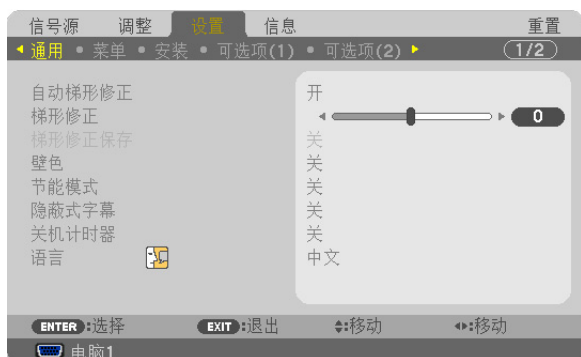 信号源 调整 设置 信息 重置
通用 • 菜单 • 安装 • 可选项(1) • 可选项(2) 1/2
自动梯形修正 开
梯形修正 0
梯形修正保存 关
壁色 关
节能模式 关
隐蔽式字幕 关
关机计时器 关
语言 中文
ENTER:选择 EXIT:退出 :移动 :移动
电脑1